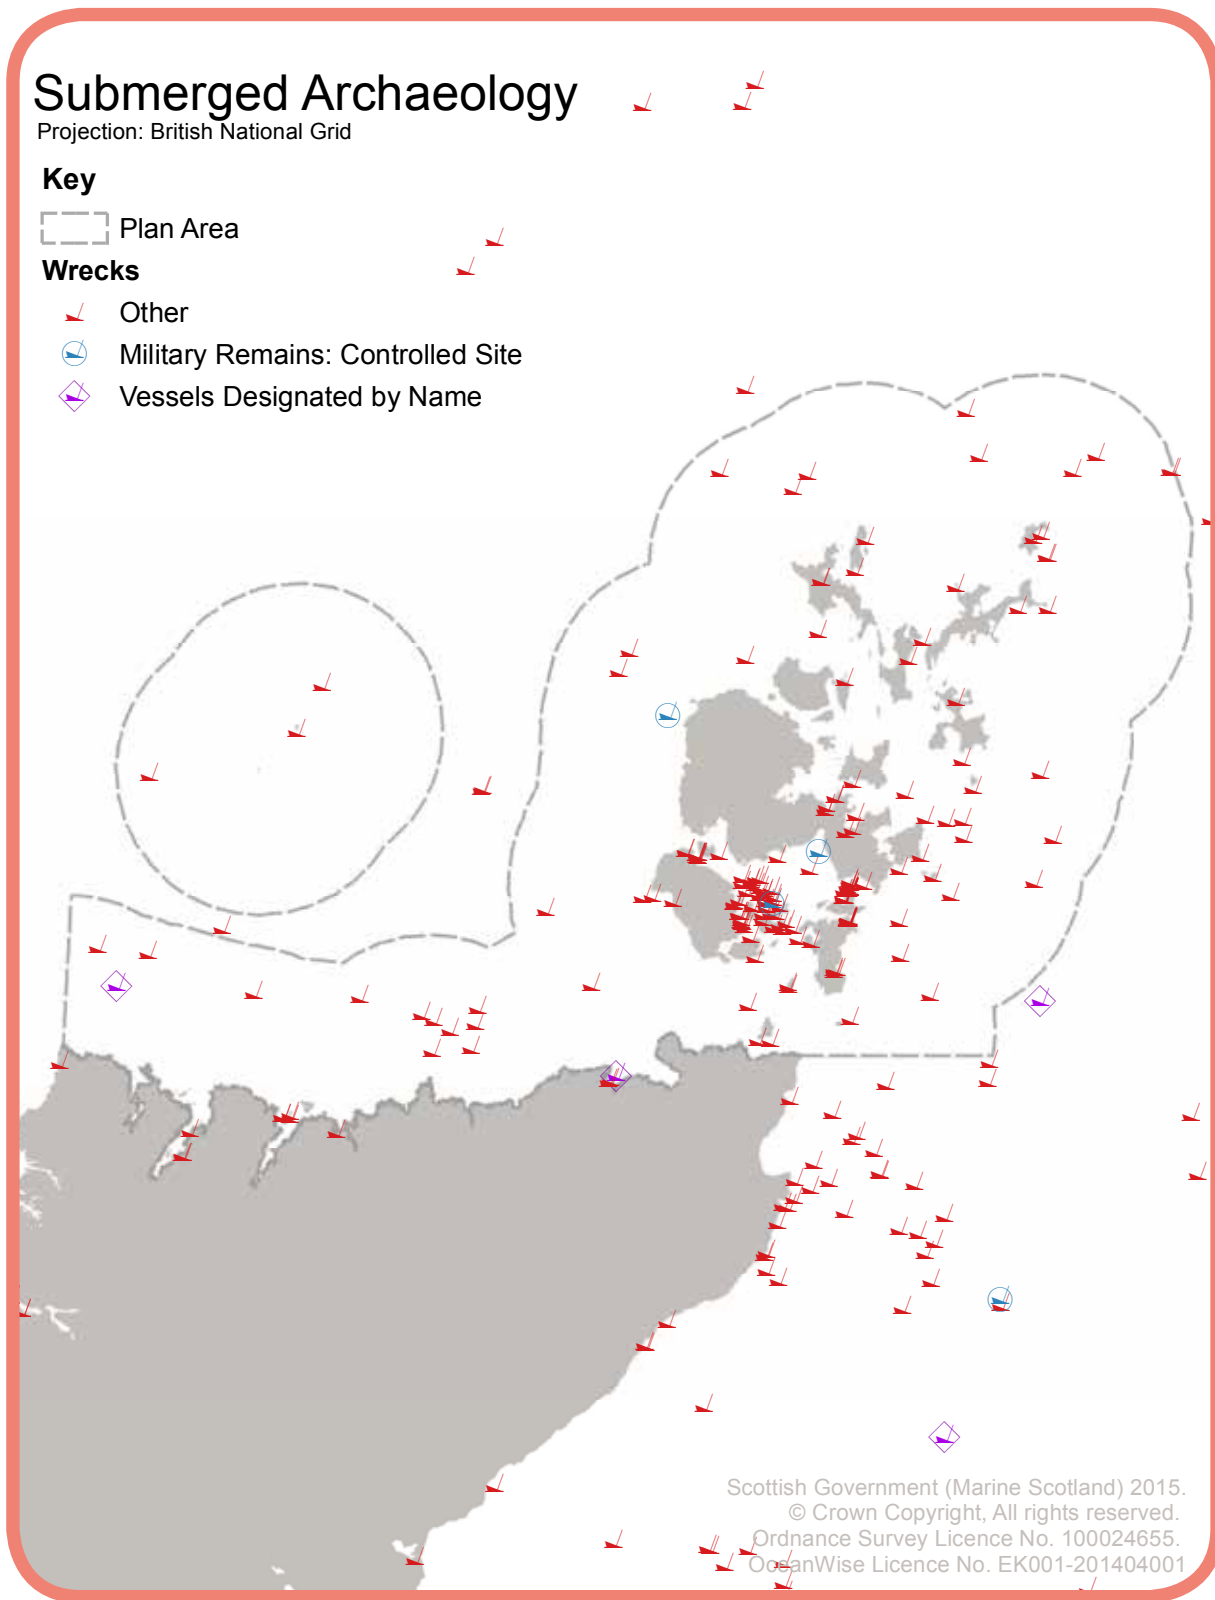 Submerged Archaeology
Projection: British National Grid
Key
Plan Area
Wrecks
Other
Military Remains: Controlled Site
Vessels Designated by Name
Scottish Government (Marine Scotland) 2015.
© Crown Copyright, All rights reserved.
Ordnance Survey Licence No. 100024655.
OceanWise Licence No. EK001-201404001